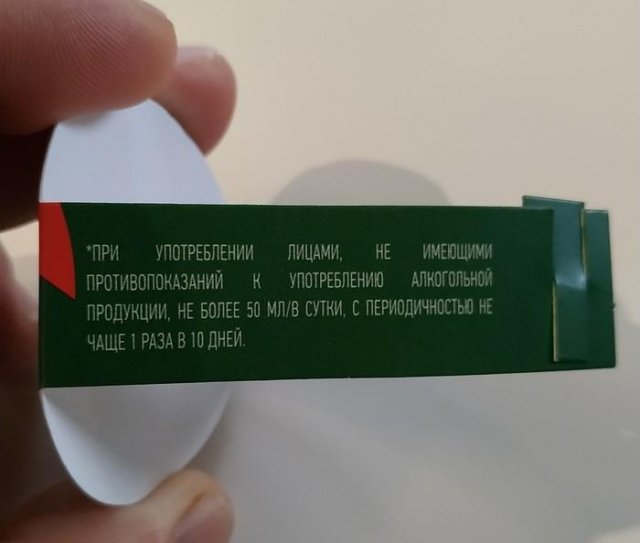 *ПРИ УПОТРЕБЛЕНИИ ЛИЦАМИ, НЕ ИМЕЮЩИМИ
ПРОТИВОПОКАЗАНИЙ К УПОТРЕБЛЕНИЮ АЛКОГОЛЬНОЙ
ПРОДУКЦИИ, НЕ БОЛЕЕ 50 МЛ/В СУТКИ, С ПЕРИОДИЧНОСТЬЮ НЕ
ЧАЩЕ 1 РАЗА В 10 ДНЕЙ.